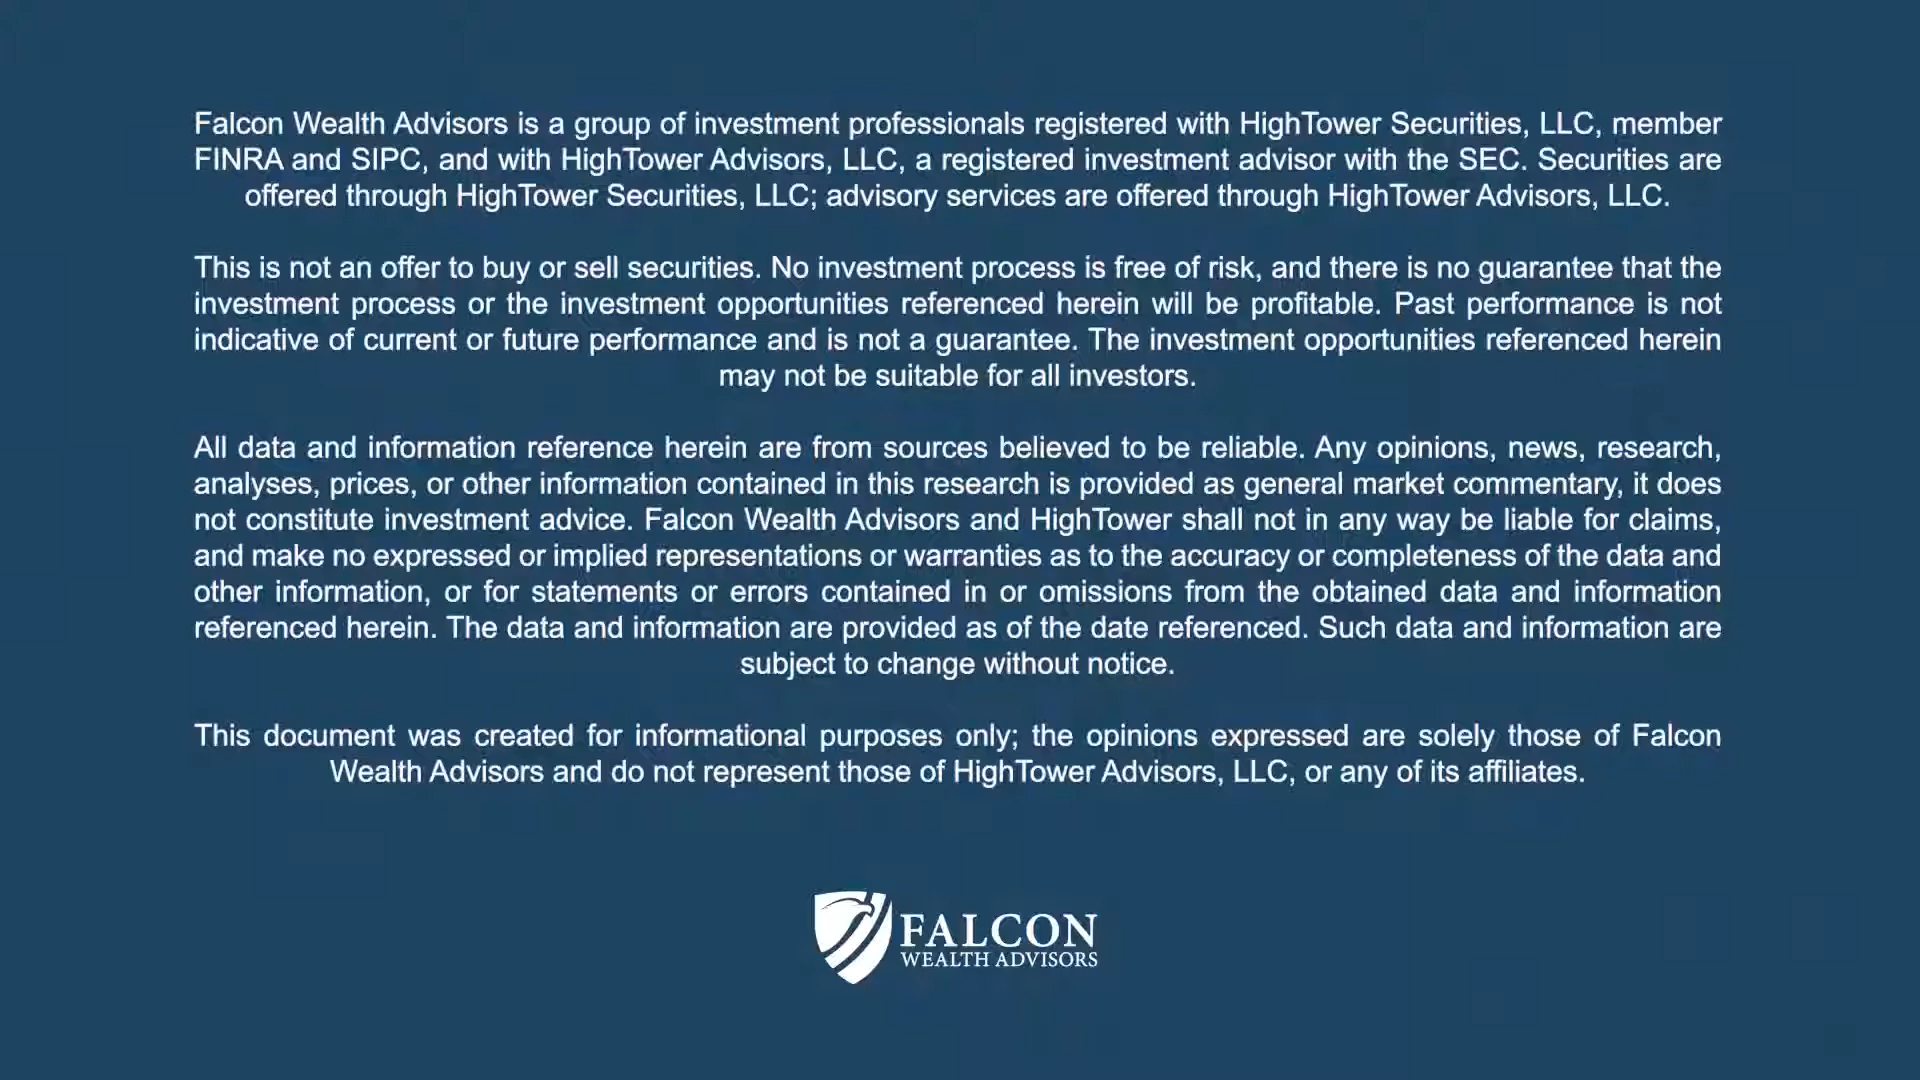 Falcon Wealth Advisors is a group of investment professionals registered with HighTower Securities, LLC, member
FINRA and SIPC, and with HighTower Advisors, LLC, a registered investment advisor with the SEC. Securities are
offered through HighTower Securities, LLC; advisory services are offered through HighTower Advisors, LLC.
This is not an offer to buy or sell securities. No investment process is free of risk, and there is no guarantee that the
investment process or the investment opportunities referenced herein will be profitable. Past performance is not
indicative of current or future performance and is not a guarantee. The investment opportunities referenced herein
may not be suitable for all investors.
All data and information reference herein are from sources believed to be reliable. Any opinions, news, research,
analyses, prices, or other information contained in this research is provided as general market commentary, it does
not constitute investment advice. Falcon Wealth Advisors and HighTower shall not in any way be liable for claims,
and make no expressed or implied representations or warranties as to the accuracy or completeness of the data and
other information, or for statements or errors contained in or omissions from the obtained data and information
referenced herein. The data and information are provided as of the date referenced. Such data and information are
subject to change without notice.
This document was created for informational purposes only; the opinions expressed are solely those of Falcon
Wealth Advisors and do not represent those of HighTower Advisors, LLC, or any of its affiliates.
FALCON
WEALTH ADVISORS